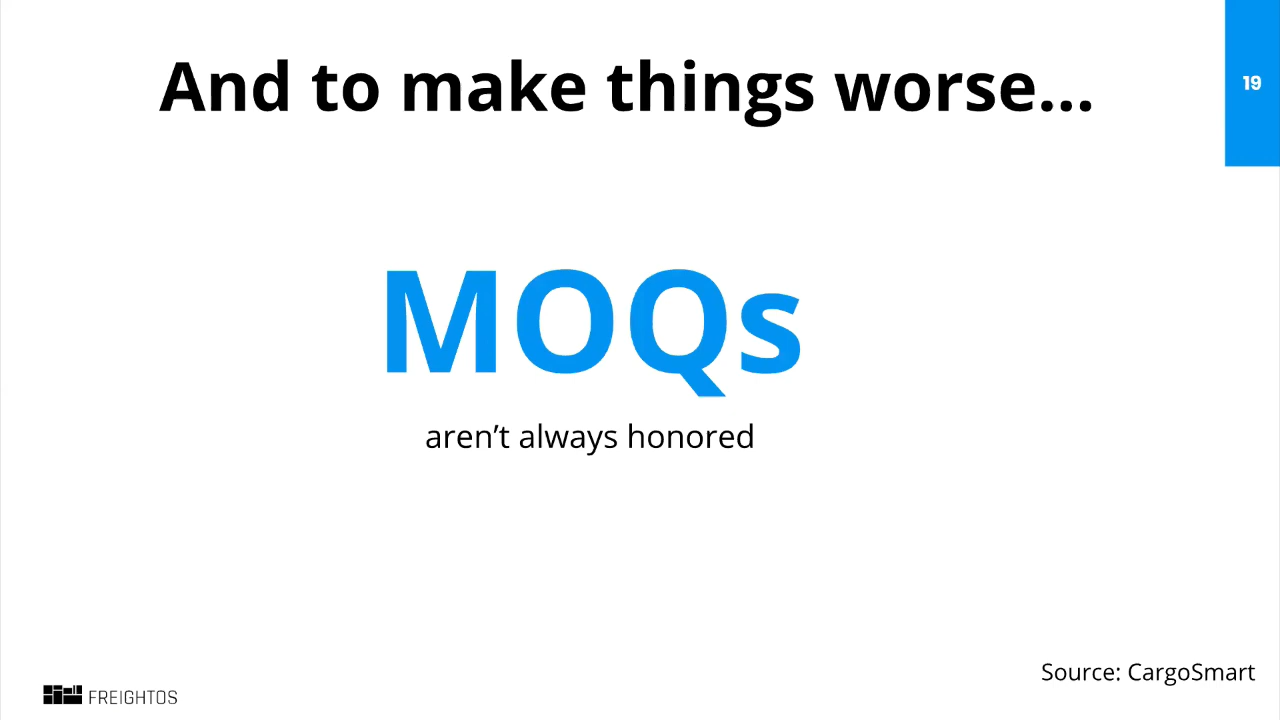 And to make things worse...
19
MOQs
aren’t always honored
Source: CargoSmart
FREIGHTOS